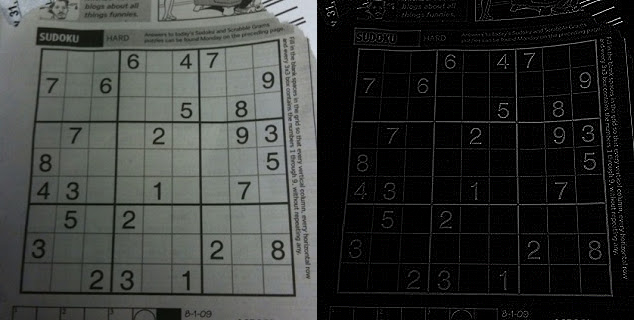 blogs about all
things funnies.
SUDOKU HARD
Answers to today's Sudoku and Scrabble Grams
puzzles can be found Monday on the preceding page.
6 4 7
7 6 9
5 8
7 2 9 3
8 5
4 3 1 7
5 2
3 2 8
2 3 1
Fill in the blank spaces in the grid so that every vertical column, every horizontal row
and every 3x3 box contains the numbers 1 through 9, without repeating any.
8-1-09
blogs about all
things funnies.
SUDOKU HARD
Answers to today's Sudoku and Scrabble Grams
puzzles can be found Monday on the preceding page.
6 4 7
7 6 9
5 8
7 2 9 3
8 5
4 3 1 7
5 2
3 2 8
2 3 1
Fill in the blank spaces in the grid so that every vertical column, every horizontal row
and every 3x3 box contains the numbers 1 through 9, without repeating any.
8-1-09